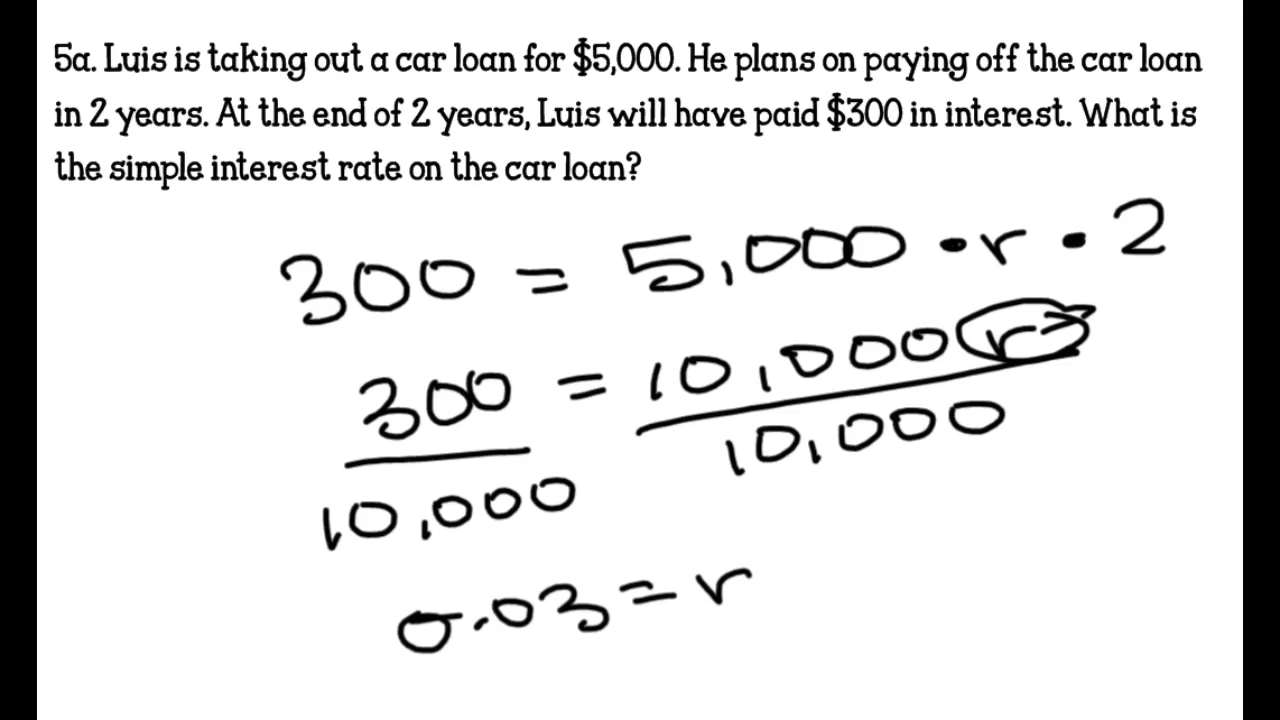 5a. Luis is taking out a car loan for $5,000. He plans on paying off the car loan
in 2 years. At the end of 2 years, Luis will have paid $300 in interest. What is
the simple interest rate on the car loan?
300 = 5,000 • r • 2
300 = 10,000 r
10,000 10,000
0.03 = r